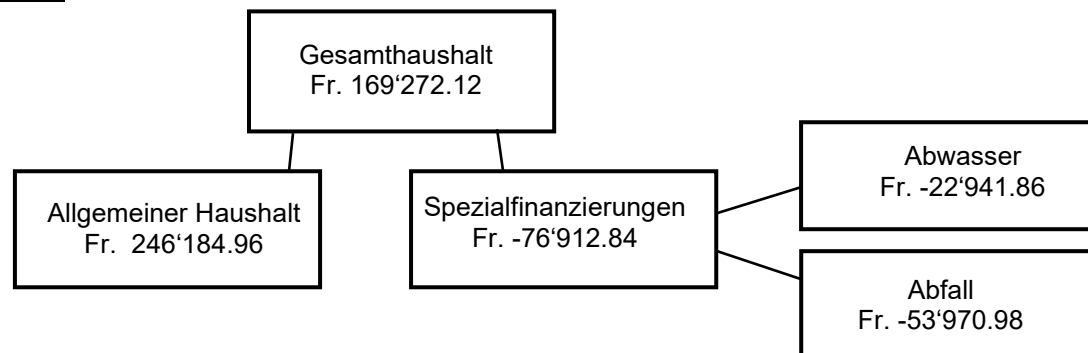 Gesamthaushalt
Fr. 169‘272.12
Allgemeiner Haushalt
Fr. 246‘184.96
Spezialfinanzierungen
Fr. -76‘912.84
Abwasser
Fr. -22‘941.86
Abfall
Fr. -53‘970.98